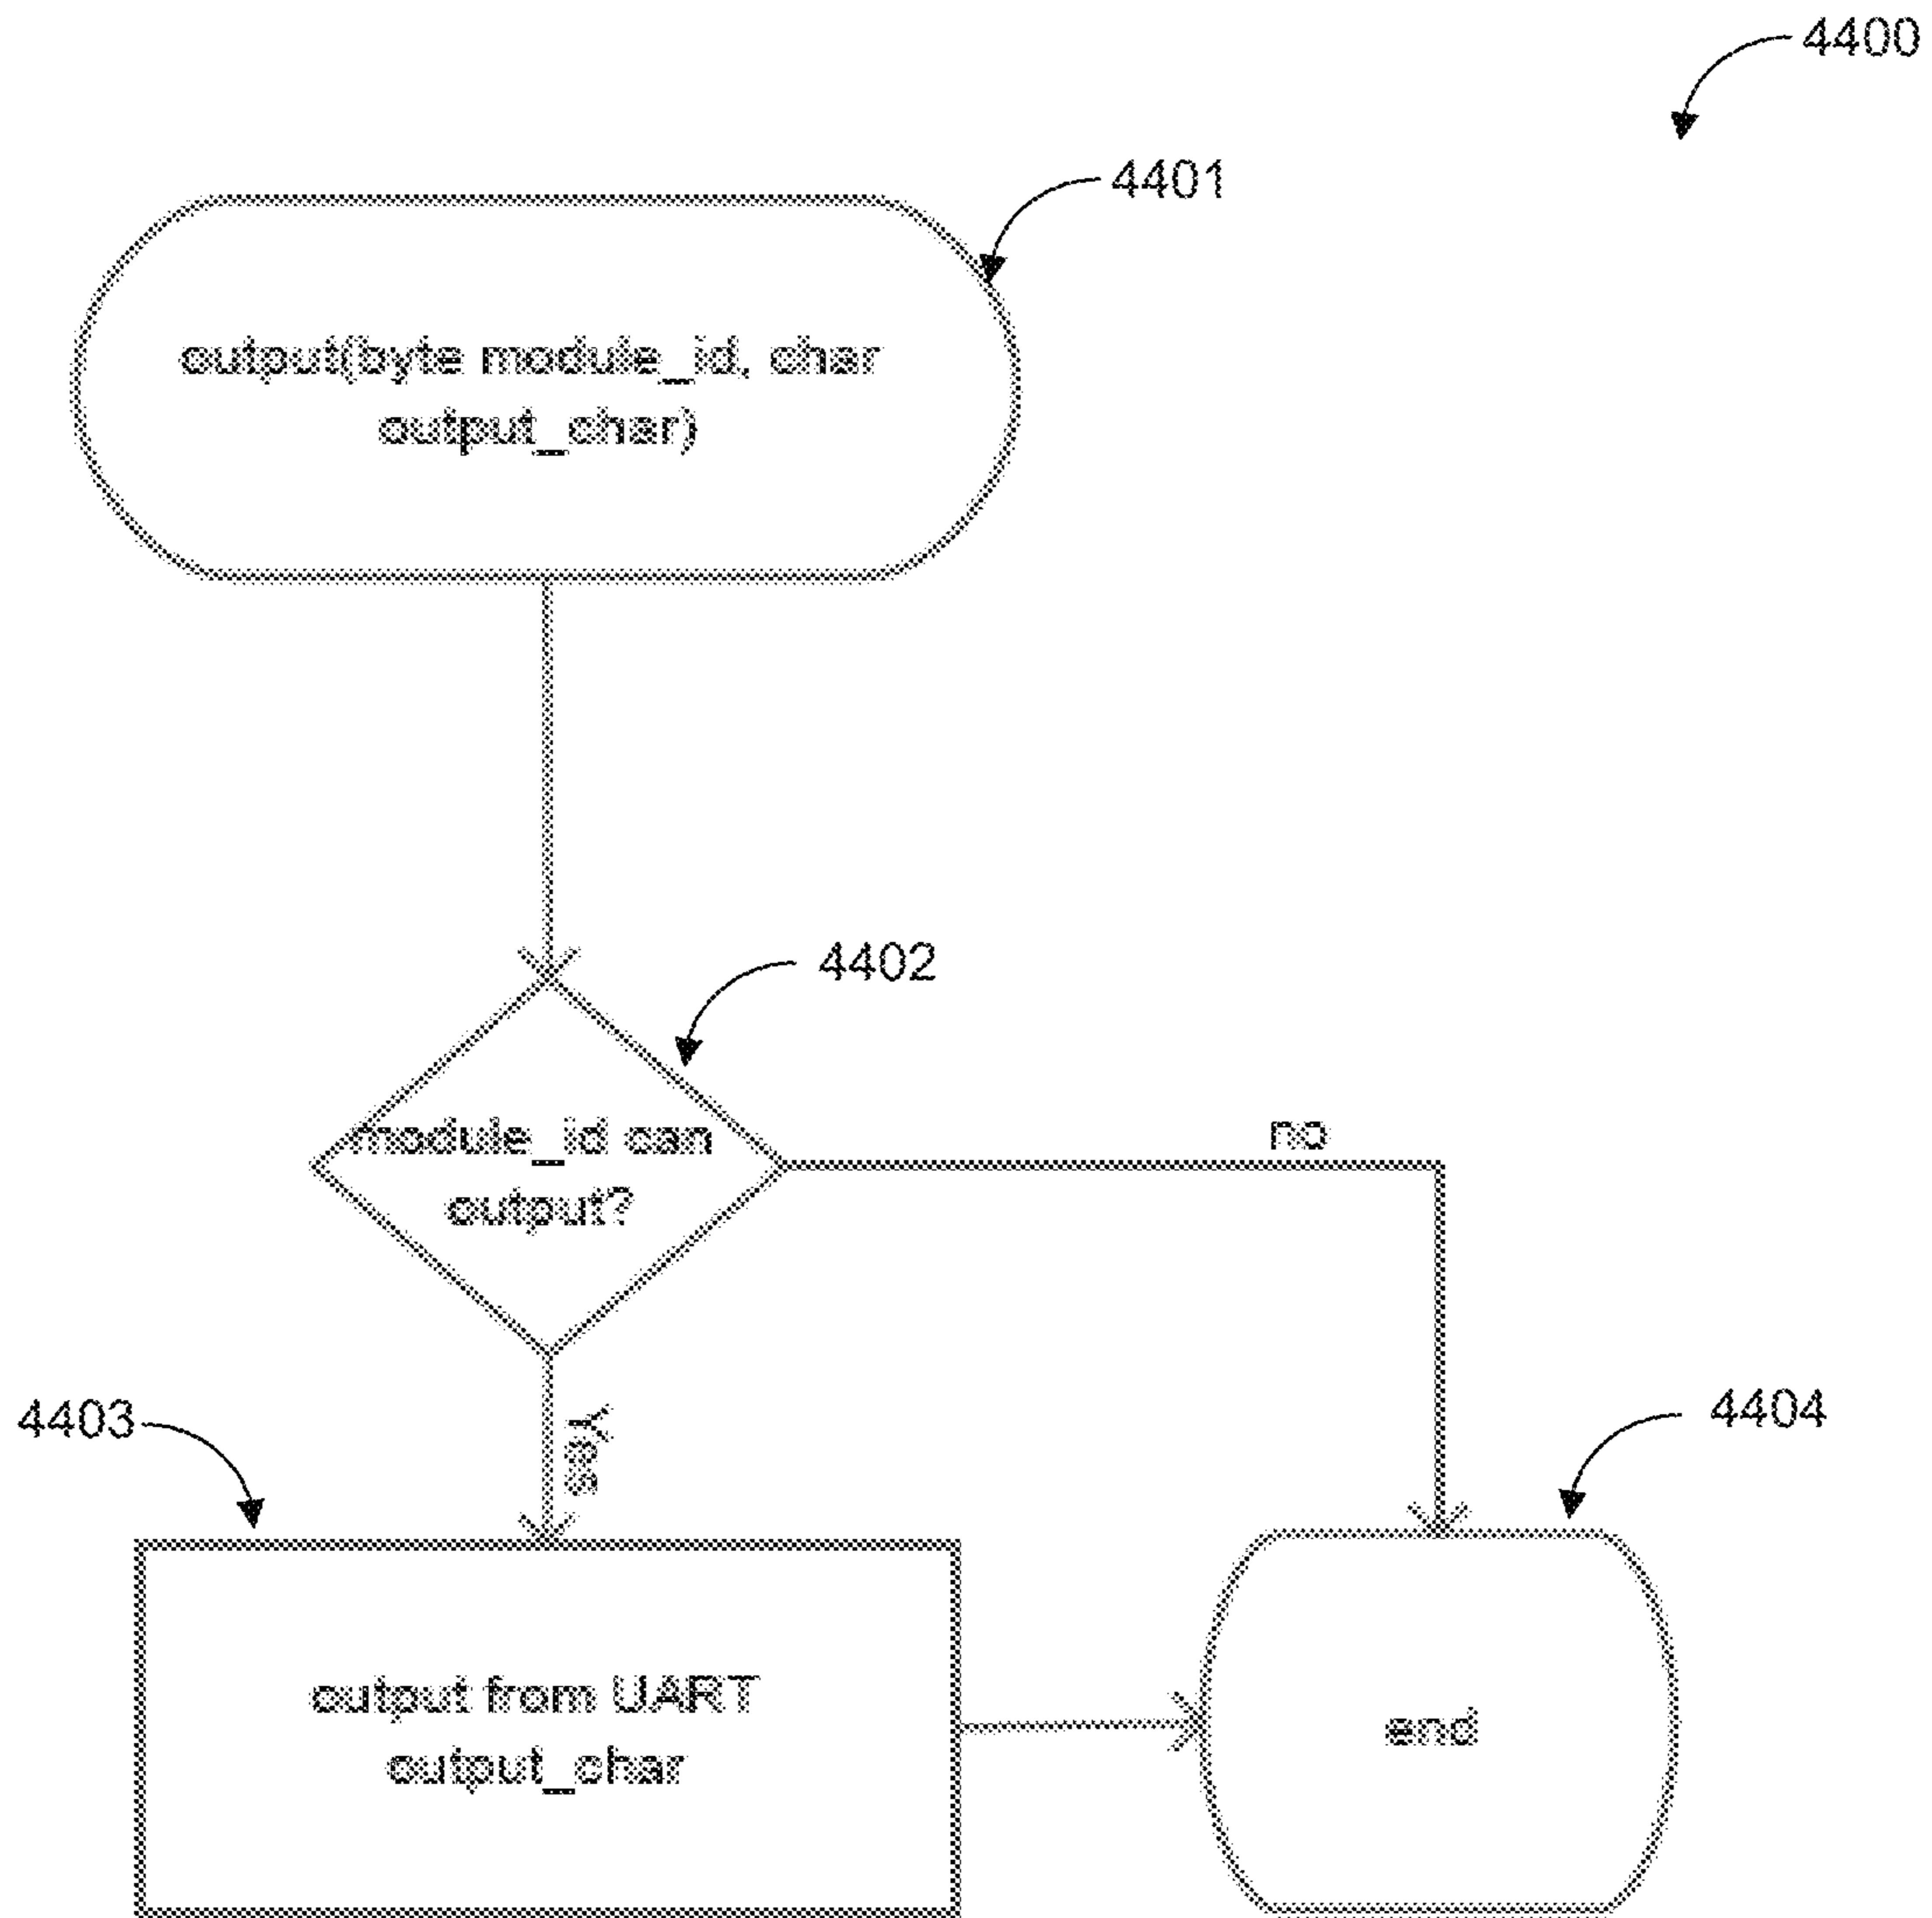 4400
4401
output(byte module_id, char
output_char)
4402
module_id can
output?
no
Yes
4403
4404
output from UART
output_char
end